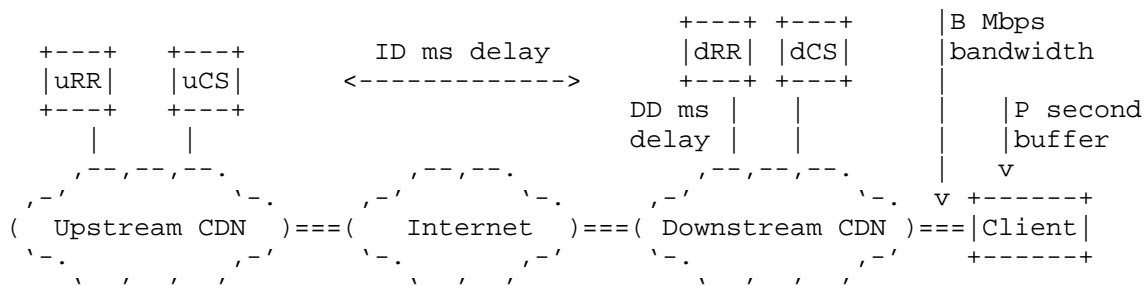 B Mbps
ID ms delay
bandwidth
uRR uCS dRR dCS
DD ms P second
delay buffer
Upstream CDN Internet Downstream CDN Client